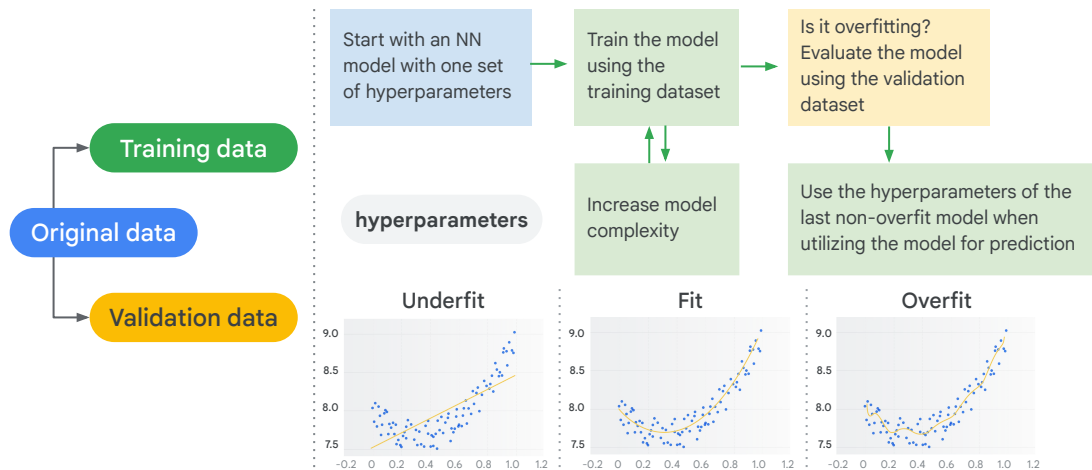 Training data
Original data
Validation data
Start with an NN
model with one set
of hyperparameters
Train the model
using the
training dataset
Is it overfitting?
Evaluate the model
using the validation
dataset
hyperparameters
Increase model
complexity
Use the hyperparameters of the
last non-overfit model when
utilizing the model for prediction
Underfit
9.0
8.5
8.0
7.5
-0.2 0 0.2 0.4 0.6 0.8 1.0 1.2
Fit
9.0
8.5
8.0
7.5
-0.2 0 0.2 0.4 0.6 0.8 1.0 1.2
Overfit
9.0
8.5
8.0
7.5
-0.2 0 0.2 0.4 0.6 0.8 1.0 1.2